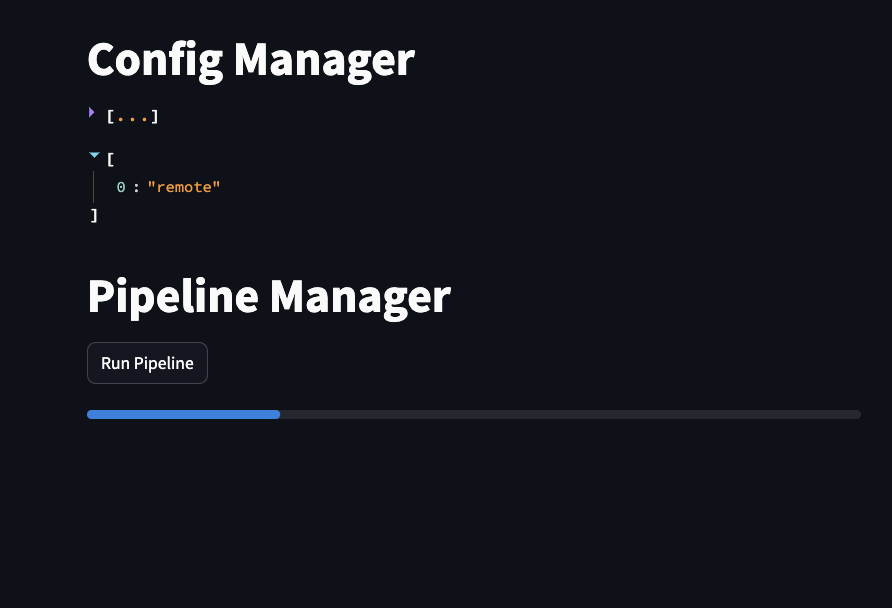 Config Manager
[...]
[
0 : "remote"
]
Pipeline Manager
Run Pipeline